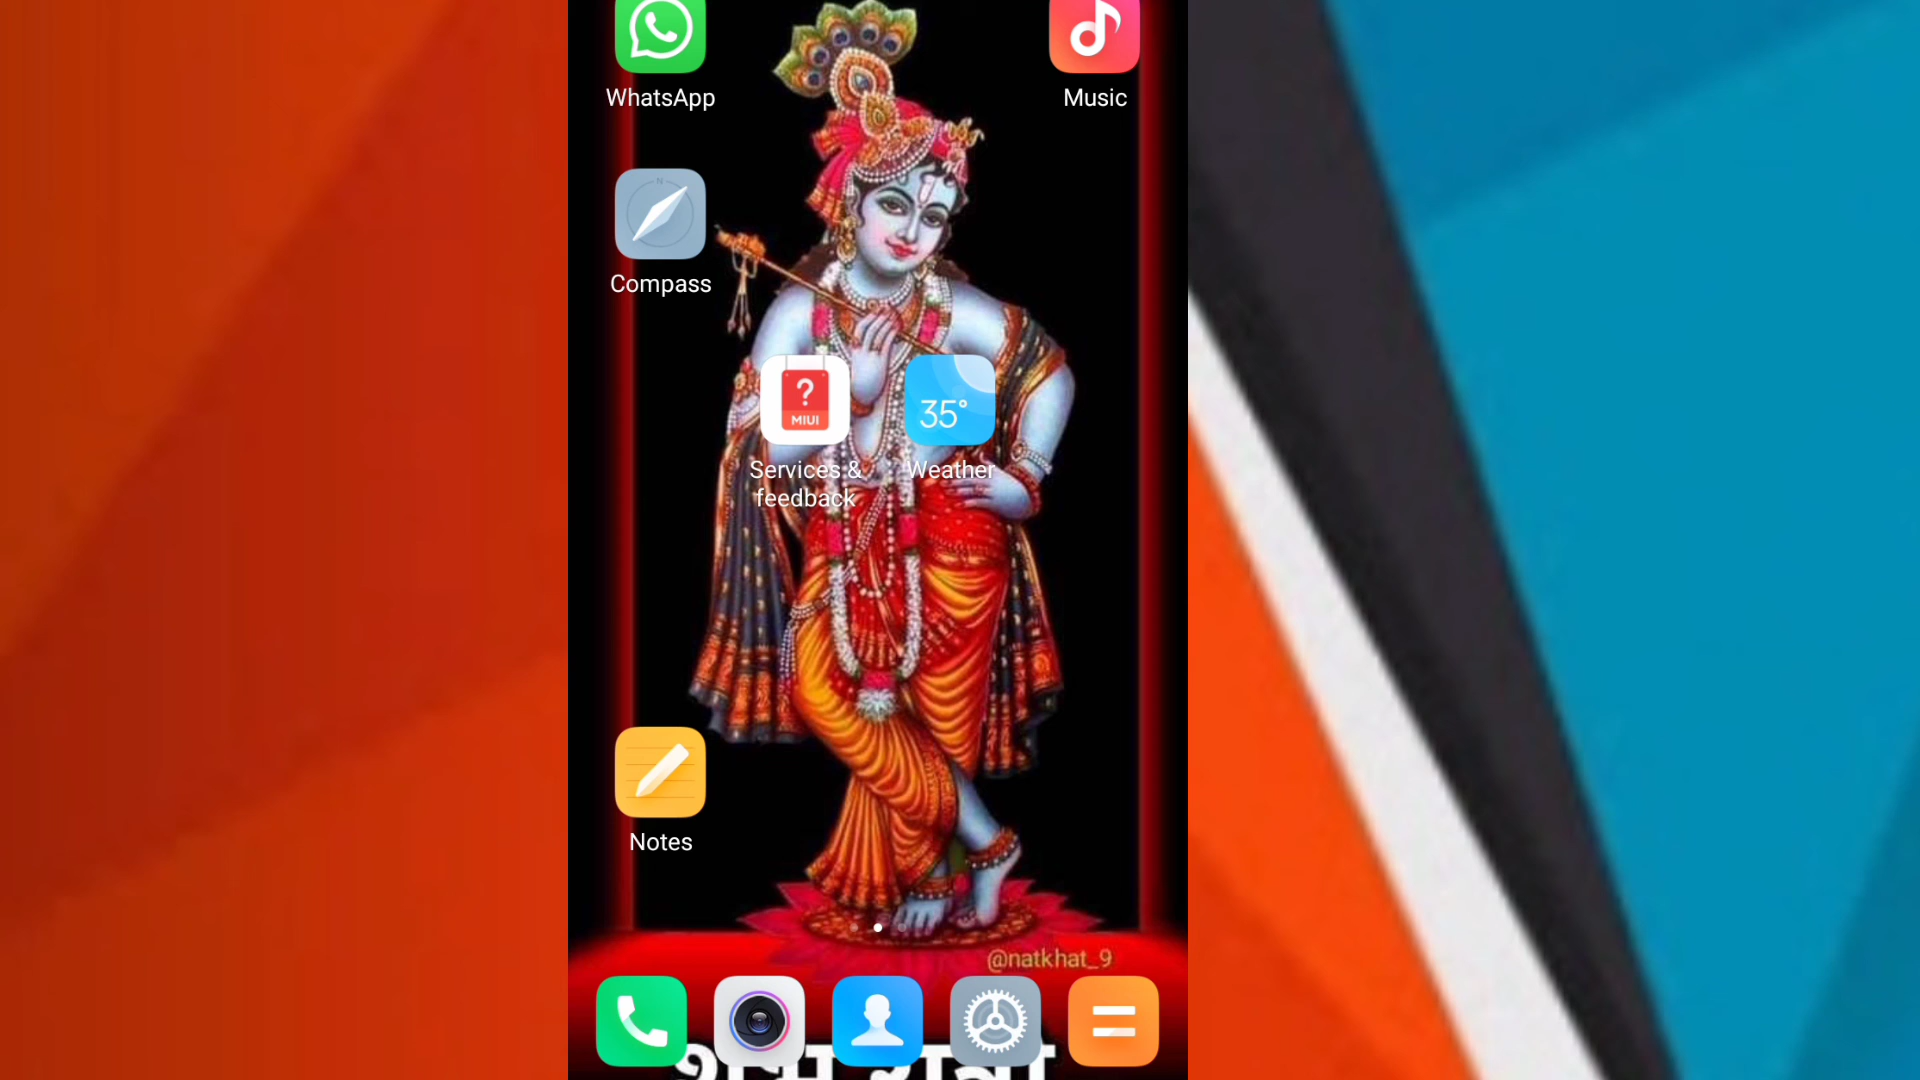 WhatsApp
Music
N
Compass
?
MIUI
35°
Services &
feedback
Weather
Notes
@natkhat_9